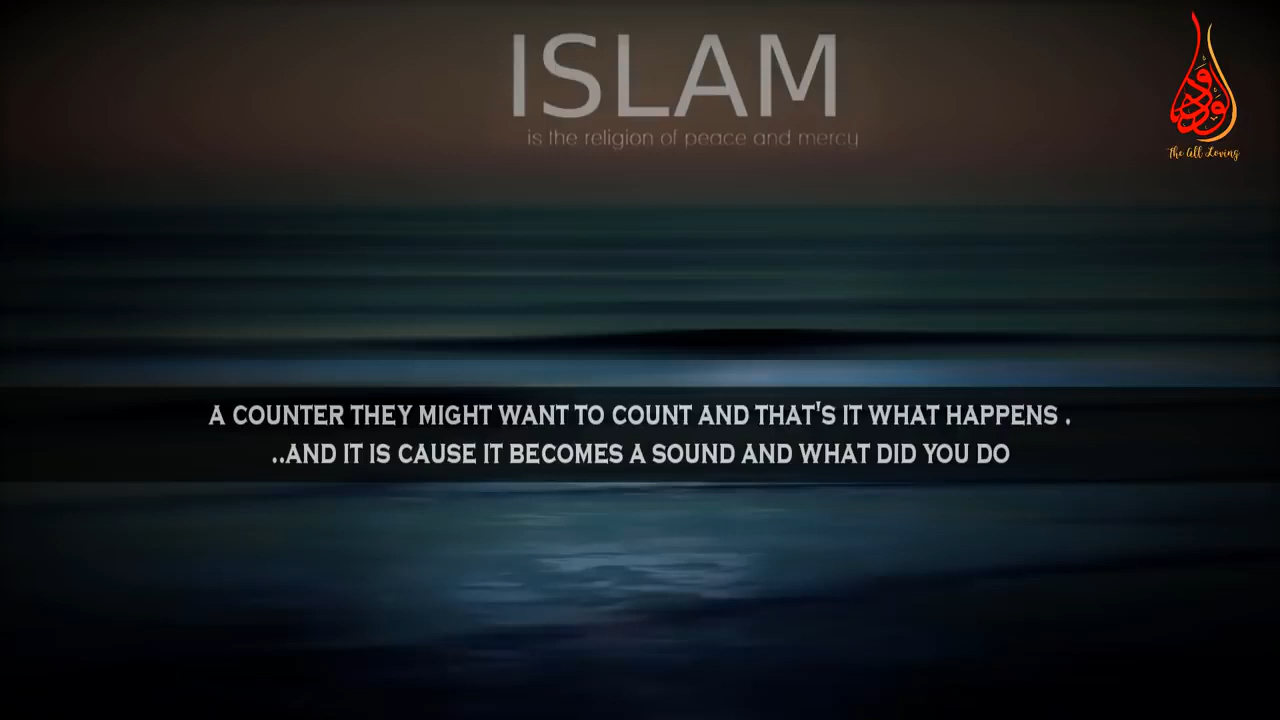 ISLAM
is the religion of peace and mercy
الودود
The All Loving
A COUNTER THEY MIGHT WANT TO COUNT AND THAT'S IT WHAT HAPPENS .
..AND IT IS CAUSE IT BECOMES A SOUND AND WHAT DID YOU DO